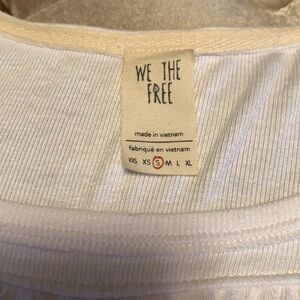 WE THE
FREE
made in vietnam
fabriqué en vietnam
XXS XS S M L XL